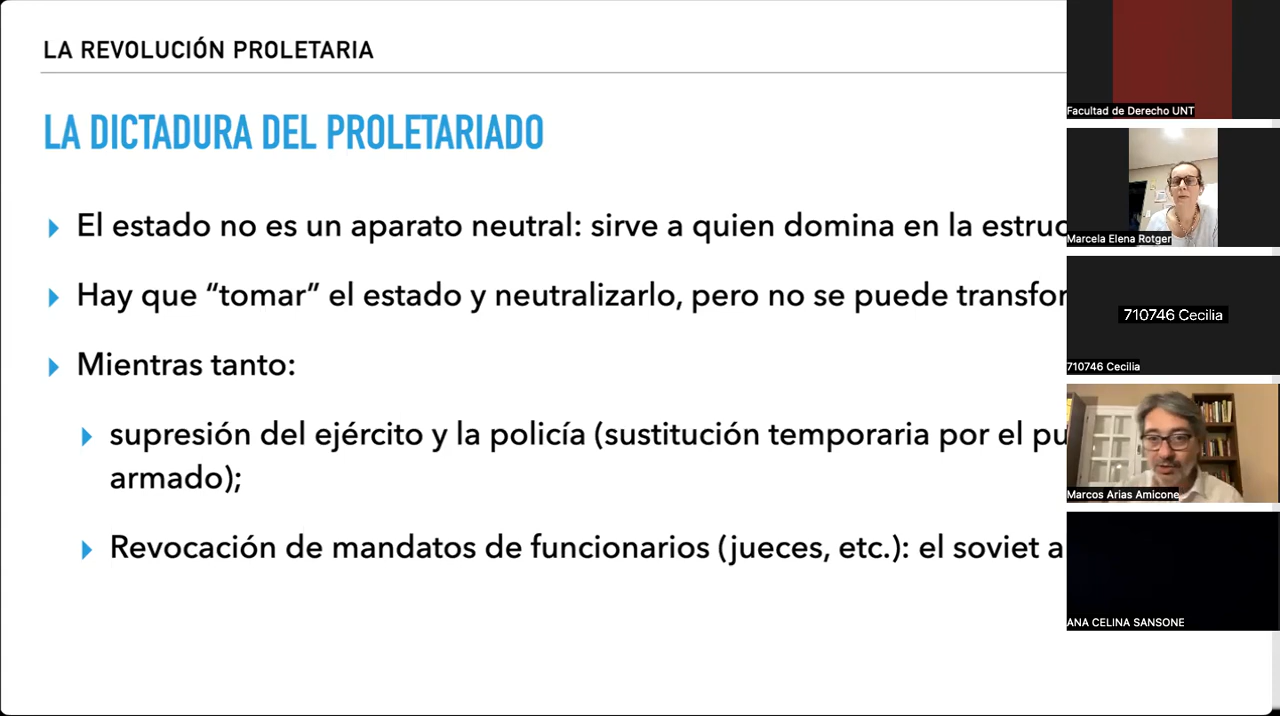 LA REVOLUCIÓN PROLETARIA
LA DICTADURA DEL PROLETARIADO
El estado no es un aparato neutral: sirve a quien domina en la
Hay que “tomar” el estado y neutralizarlo, pero no se puede
Mientras tanto:
supresión del ejército y la policía (sustitución temporaria por el
armado);
Revocación de mandatos de funcionarios (jueces, etc.): el soviet
Facultad de Derecho UNT
Marcela Elena Rotger
710746 Cecilia
710746 Cecilia
Marcos Arias Amicone
ANA CELINA SANSONE